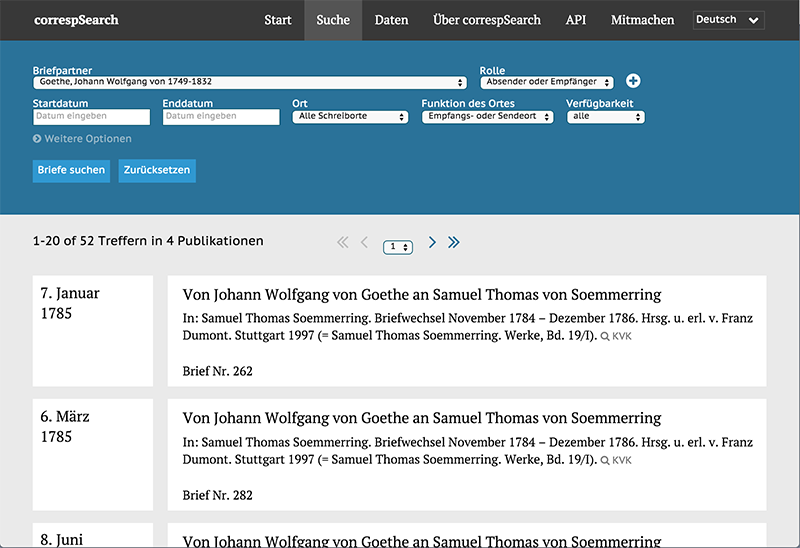 correspSearch Start Suche Daten Über correspSearch API Mitmachen Deutsch
Briefpartner Rolle
Goethe, Johann Wolfgang von 1749-1832 Absender oder Empfänger
Startdatum Enddatum Ort Funktion des Ortes Verfügbarkeit
Datum eingeben Datum eingeben Alle Schreiborte Empfangs- oder Sendeort alle
Weitere Optionen
Briefe suchen Zurücksetzen
1-20 of 52 Treffern in 4 Publikationen 1
7. Januar
1785
Von Johann Wolfgang von Goethe an Samuel Thomas von Soemmerring
In: Samuel Thomas Soemmerring. Briefwechsel November 1784 – Dezember 1786. Hrsg. u. erl. v. Franz
Dumont. Stuttgart 1997 (= Samuel Thomas Soemmerring. Werke, Bd. 19/I). KVK
Brief Nr. 262
6. März
1785
Von Johann Wolfgang von Goethe an Samuel Thomas von Soemmerring
In: Samuel Thomas Soemmerring. Briefwechsel November 1784 – Dezember 1786. Hrsg. u. erl. v. Franz
Dumont. Stuttgart 1997 (= Samuel Thomas Soemmerring. Werke, Bd. 19/I). KVK
Brief Nr. 282
8. Juni
Von Johann Wolfgang von Goethe an Samuel Thomas von Soemmerring